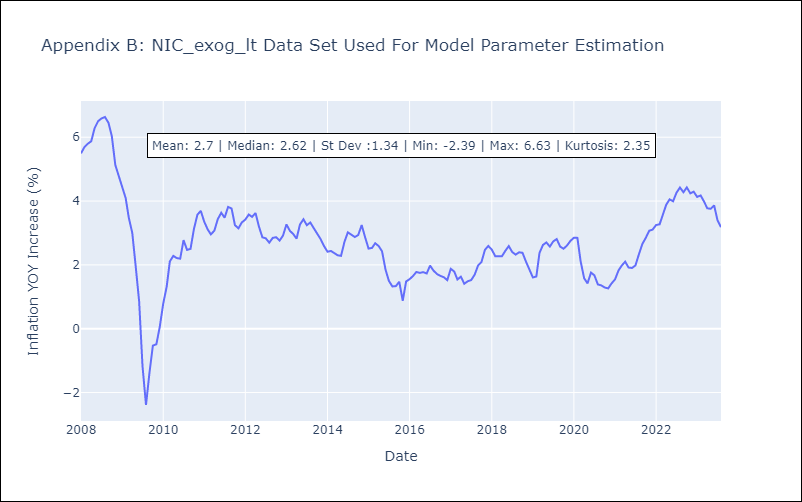 Appendix B: NIC_exog_lt Data Set Used For Model Parameter Estimation
Mean: 2.7 | Median: 2.62 | St Dev :1.34 | Min: -2.39 | Max: 6.63 | Kurtosis: 2.35
Inflation YOY Increase (%)
6
4
2
0
−2
2008 2010 2012 2014 2016 2018 2020 2022
Date